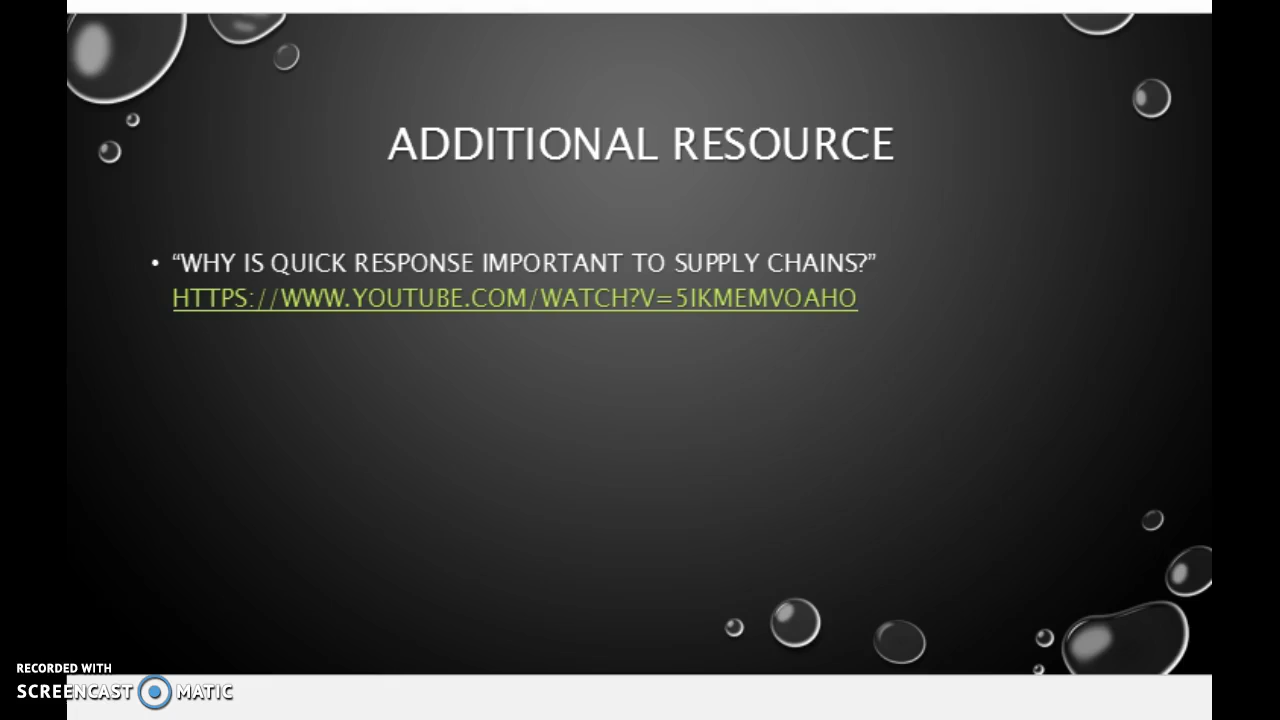 ADDITIONAL RESOURCE
• “WHY IS QUICK RESPONSE IMPORTANT TO SUPPLY CHAINS?”
HTTPS://WWW.YOUTUBE.COM/WATCH?V=5IKMEMVOAHO
RECORDED WITH
SCREENCAST MATIC